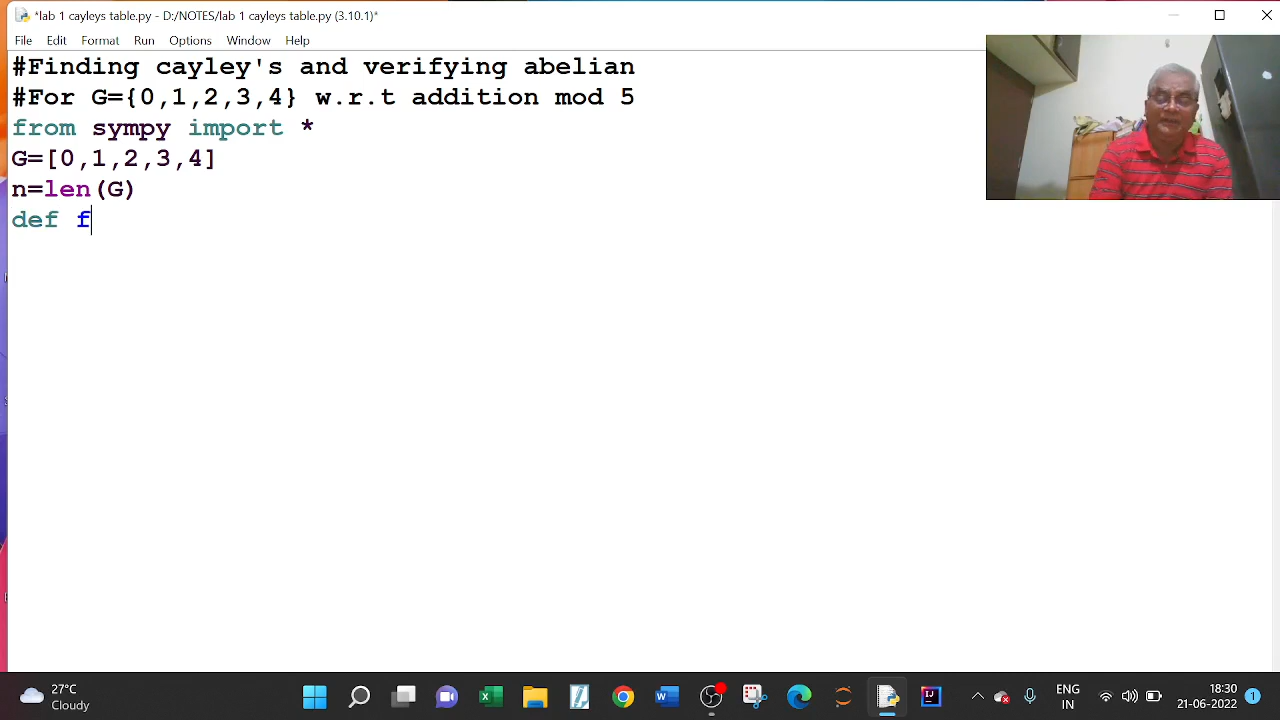 *lab 1 cayleys table.py - D:/NOTES/lab 1 cayleys table.py (3.10.1)*
File Edit Format Run Options Window Help
#Finding cayley's and verifying abelian
#For G={0,1,2,3,4} w.r.t addition mod 5
from sympy import *
G=[0,1,2,3,4]
n=len(G)
def f
27°C
Cloudy
ENG
IN
18:30
21-06-2022
1